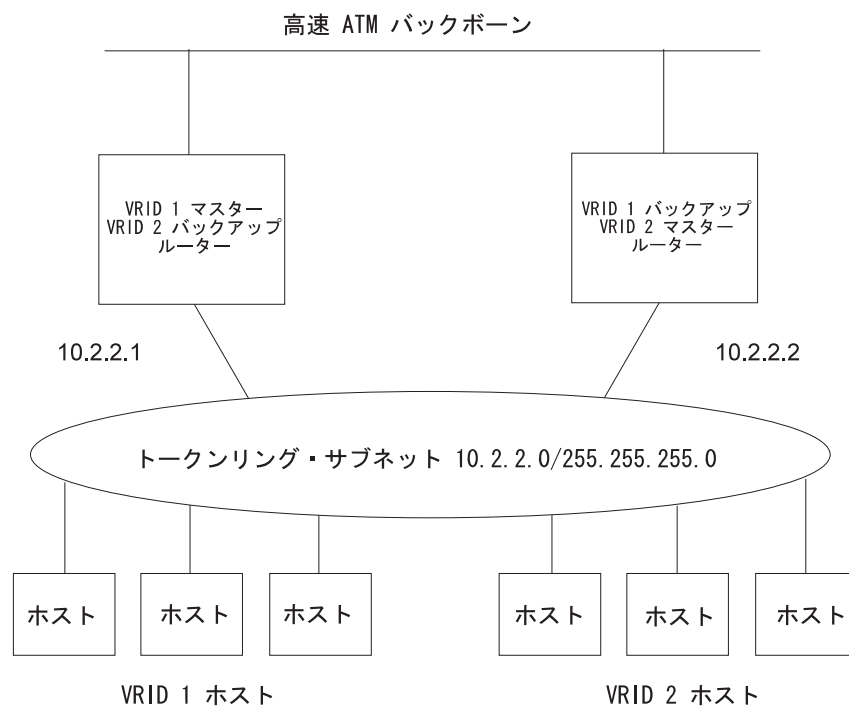 高速 ATM バックボーン
VRID 1 マスター
VRID 2 バックアップ
ルーター
VRID 1 バックアップ
VRID 2 マスター
ルーター
10.2.2.1
10.2.2.2
トークンリング・サブネット 10.2.2.0/255.255.255.0
ホスト
ホスト
ホスト
ホスト
ホスト
ホスト
VRID 1 ホスト
VRID 2 ホスト